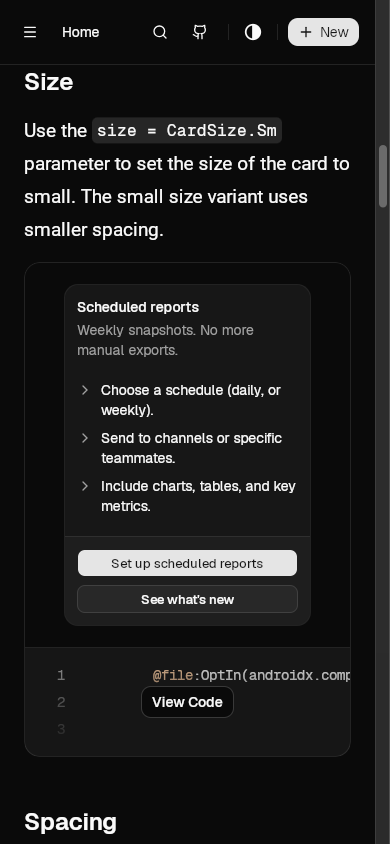 Home
New
Size
Use the size = CardSize.Sm
parameter to set the size of the card to
small. The small size variant uses
smaller spacing.
Scheduled reports
Weekly snapshots. No more
manual exports.
Choose a schedule (daily, or
weekly).
Send to channels or specific
teammates.
Include charts, tables, and key
metrics.
Set up scheduled reports
See what's new
1 @file:OptIn(androidx.comp
2
View Code
3
Spacing